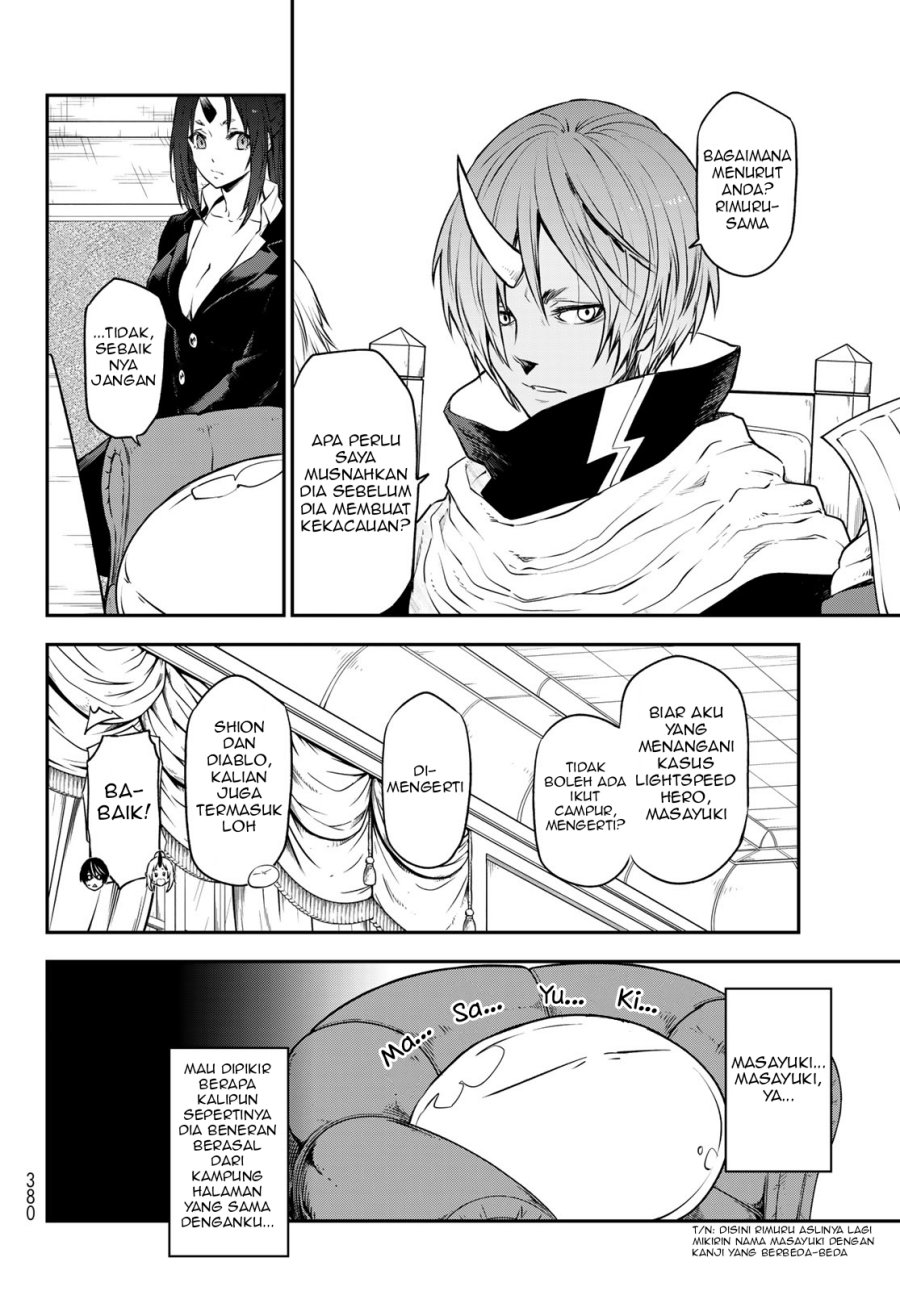 BAGAIMANA
MENURUT
ANDA?
RIMURU-
SAMA
APA PERLU
SAYA
MUSNAHKAN
DIA SEBELUM
DIA MEMBUAT
KEKACAUAN?
...TIDAK,
SEBAIK
NYA
JANGAN
BIAR AKU
YANG
MENANGANI
KASUS
LIGHTSPEED
HERO,
MASAYUKI
TIDAK
BOLEH ADA
IKUT
CAMPUR,
MENGERTI?
DI-
MENGERTI
SHION
DAN
DIABLO,
KALIAN
JUGA
TERMASUK
LOH
BA-
BAIK!
MASAYUKI...
MASAYUKI,
YA...
Ma... Sa... Yu... Ki...
MAU DIPIKIR
BERAPA
KALIPUN
SEPERTINYA
DIA BENERAN
BERASAL
DARI
KAMPUNG
HALAMAN
YANG SAMA
DENGANKU...
T/N: DISINI RIMURU ASLINYA LAGI
MIKIRIN NAMA MASAYUKI DENGAN
KANJI YANG BERBEDA-BEDA
380